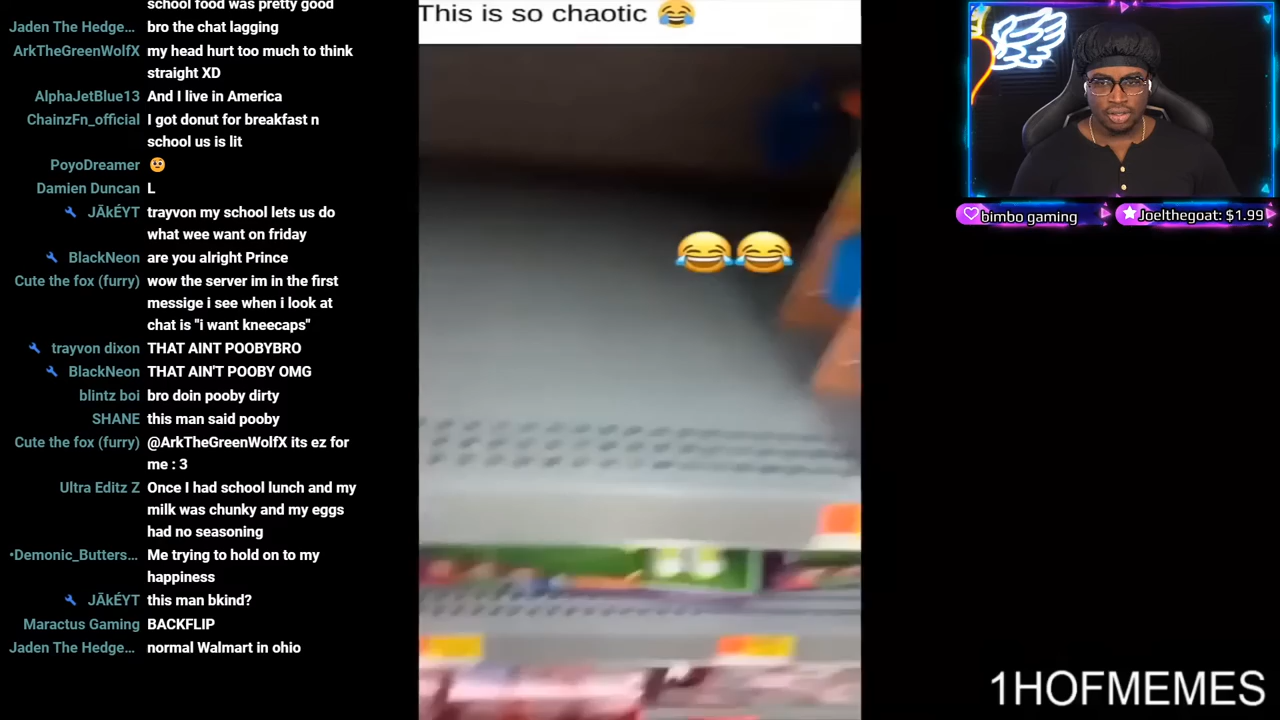 school food was pretty good
Jaden The Hedge... bro the chat lagging
ArkTheGreenWolfX my head hurt too much to think
straight XD
AlphaJetBlue13 And I live in America
ChainzFn_official I got donut for breakfast n
school us is lit
PoyoDreamer 🤨
Damien Duncan L
JÃkÉYT trayvon my school lets us do
what wee want on friday
BlackNeon are you alright Prince
Cute the fox (furry) wow the server im in the first
messige i see when i look at
chat is "i want kneecaps"
trayvon dixon THAT AINT POOBYBRO
BlackNeon THAT AIN'T POOBY OMG
blintz boi bro doin pooby dirty
SHANE this man said pooby
Cute the fox (furry) @ArkTheGreenWolfX its ez for
me : 3
Ultra Editz Z Once I had school lunch and my
milk was chunky and my eggs
had no seasoning
•Demonic_Butters... Me trying to hold on to my
happiness
JÃkÉYT this man bkind?
Maractus Gaming BACKFLIP
Jaden The Hedge... normal Walmart in ohio
This is so chaotic 😂
😂😂
bimbo gaming
Joelthegoat: $1.99
1HOFMEMES